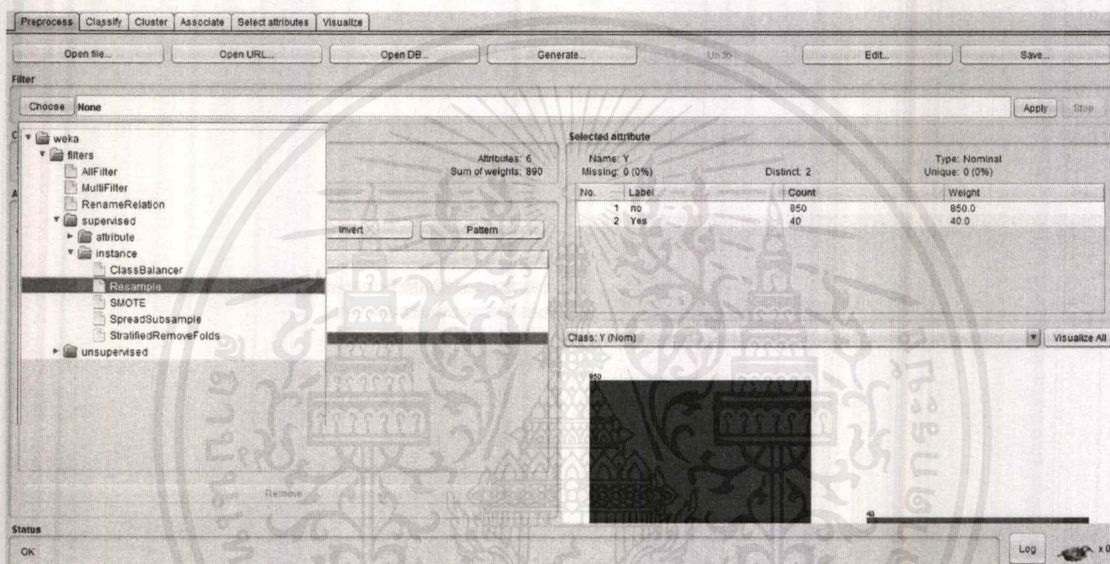 Preprocess Classify Cluster Associate Select attributes Visualize
Open file... Open URL... Open DB... Generate... Undo Edit... Save...
Filter
Choose None Apply Stop
weka
filters
AllFilter
MultiFilter
RenameRelation
supervised
attribute
instance
ClassBalancer
Resample
SMOTE
SpreadSubsample
StratifiedRemoveFolds
unsupervised
Attributes: 6
Sum of weights: 890
Invert Pattern
Remove
Selected attribute
Name: Y Type: Nominal
Missing: 0 (0%) Distinct: 2 Unique: 0 (0%)
No. Label Count Weight
1 no 850 850.0
2 Yes 40 40.0
Class: Y (Nom) Visualize All
850
40
Status
OK Log x 0